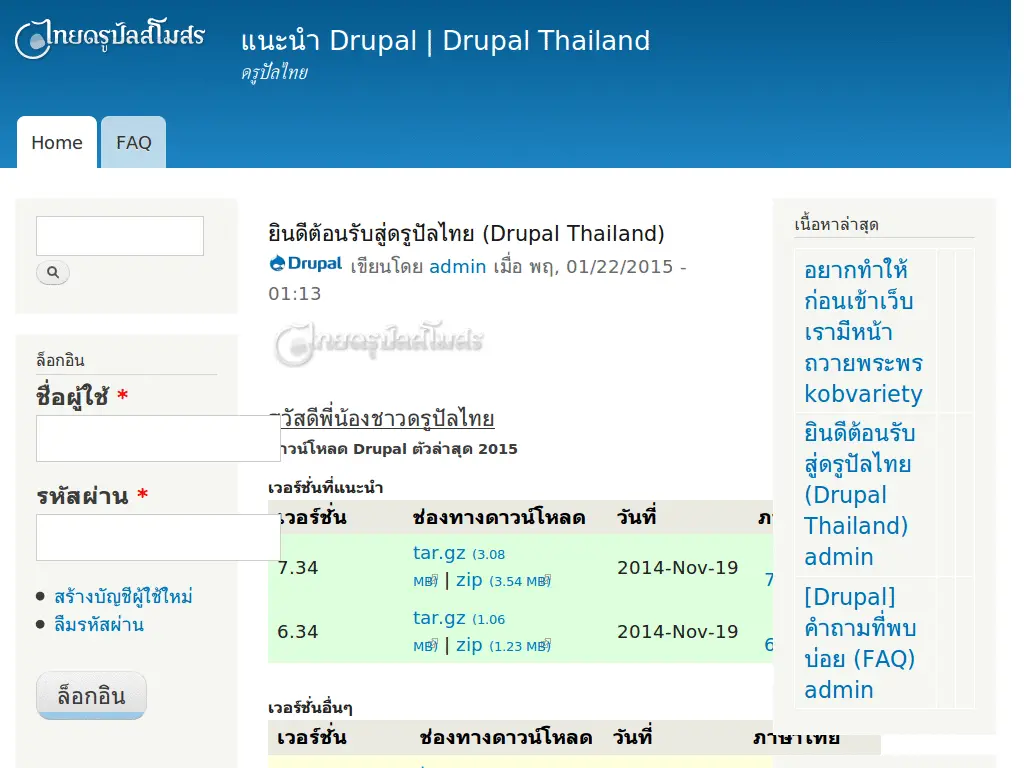 ไทยดรูปัลสโมสร
แนะนำ Drupal | Drupal Thailand
ดรูปัลไทย
Home
FAQ
ล็อกอิน
ชื่อผู้ใช้ *
รหัสผ่าน *
สร้างบัญชีผู้ใช้ใหม่
ลืมรหัสผ่าน
ล็อกอิน
ยินดีต้อนรับสู่ดรูปัลไทย (Drupal Thailand)
Drupal เขียนโดย admin เมื่อ พฤ, 01/22/2015 -
01:13
ไทยดรูปัลสโมสร
สวัสดีพี่น้องชาวดรูปัลไทย
ดาวน์โหลด Drupal ตัวล่าสุด 2015
เวอร์ชั่นที่แนะนำ
เวอร์ชั่น ช่องทางดาวน์โหลด วันที่
7.34 tar.gz (3.08
MB) | zip (3.54 MB) 2014-Nov-19 7
6.34 tar.gz (1.06
MB) | zip (1.23 MB) 2014-Nov-19 6
เวอร์ชั่นอื่นๆ
เวอร์ชั่น ช่องทางดาวน์โหลด วันที่ ภาษาไทย
เนื้อหาล่าสุด
อยากทำให้
ก่อนเข้าเว็บ
เรามีหน้า
ถวายพระพร
kobvariety
ยินดีต้อนรับ
สู่ดรูปัลไทย
(Drupal
Thailand)
admin
[Drupal]
คำถามที่พบ
บ่อย (FAQ)
admin